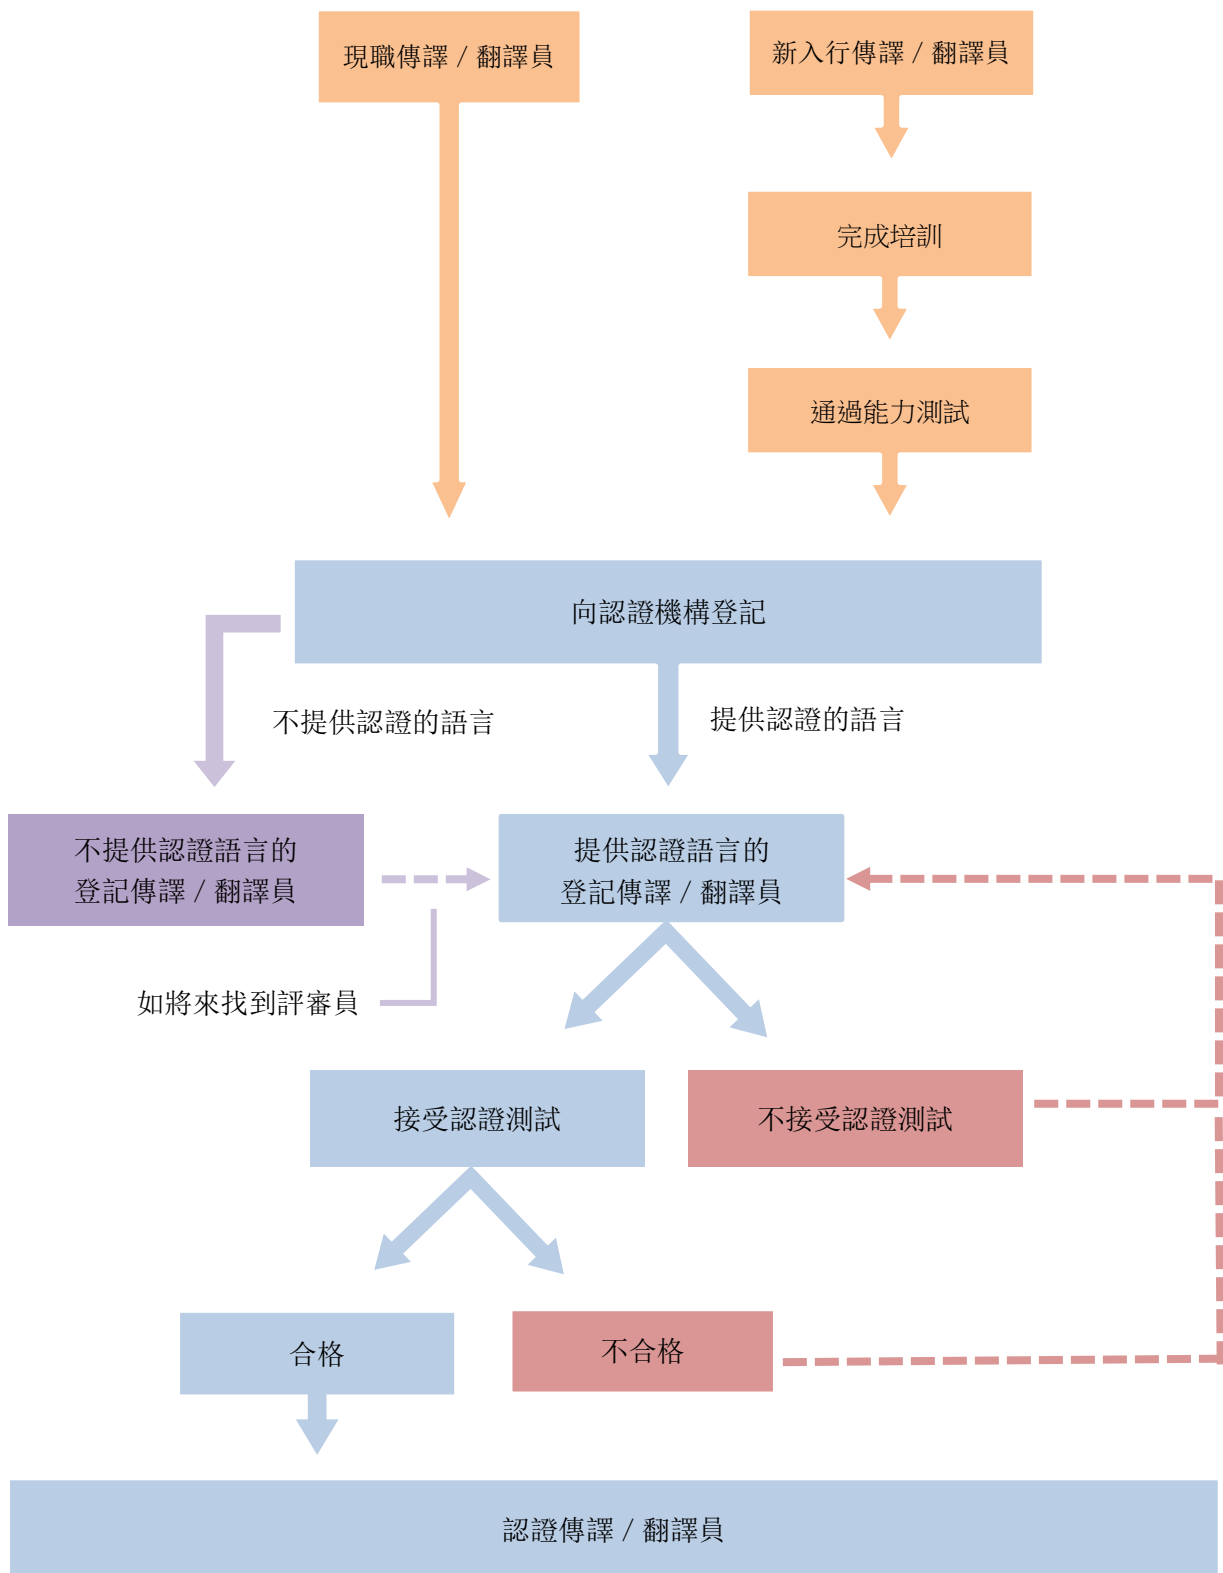 現職傳譯 / 翻譯員
新入行傳譯 / 翻譯員
完成培訓
通過能力測試
向認證機構登記
不提供認證的語言
提供認證的語言
不提供認證語言的
登記傳譯 / 翻譯員
提供認證語言的
登記傳譯 / 翻譯員
如將來找到評審員
接受認證測試
不接受認證測試
合格
不合格
認證傳譯 / 翻譯員